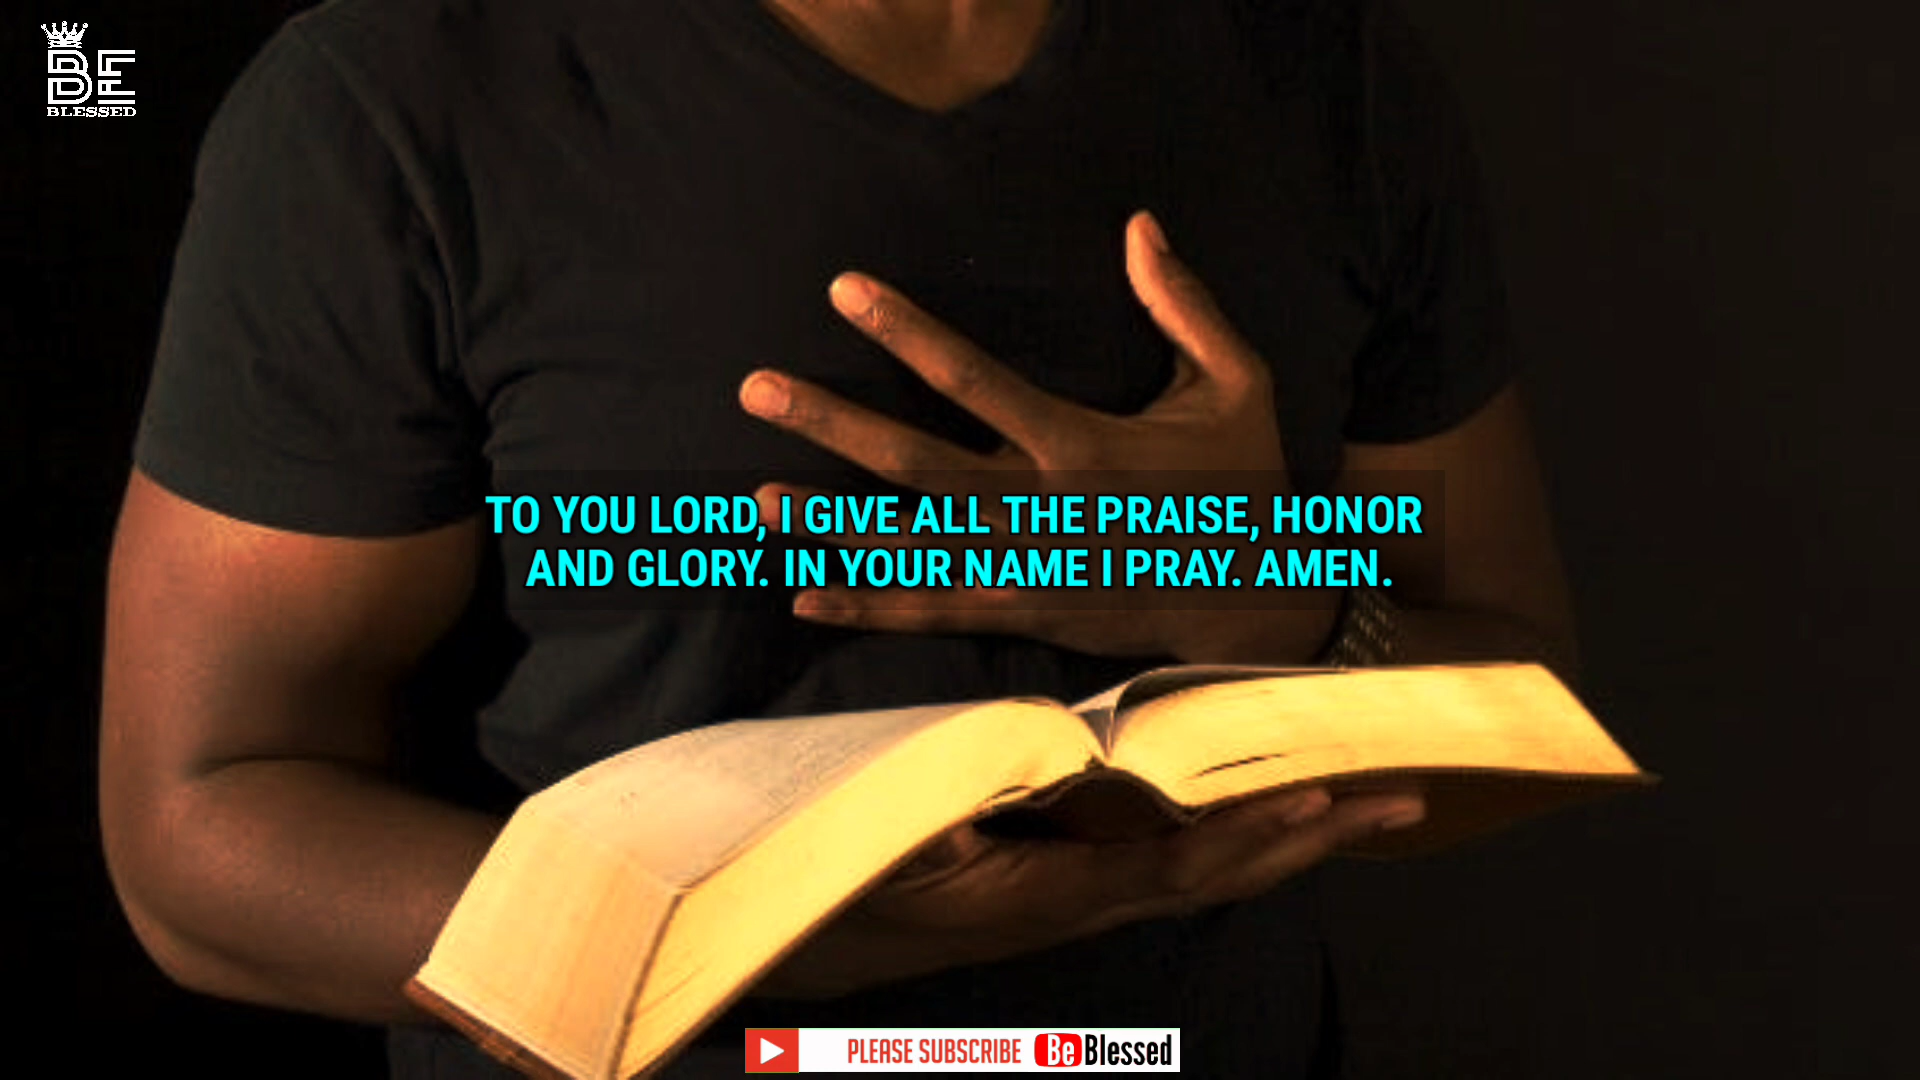 BE
BLESSED
TO YOU LORD, I GIVE ALL THE PRAISE, HONOR
AND GLORY. IN YOUR NAME I PRAY. AMEN.
PLEASE SUBSCRIBE Be Blessed